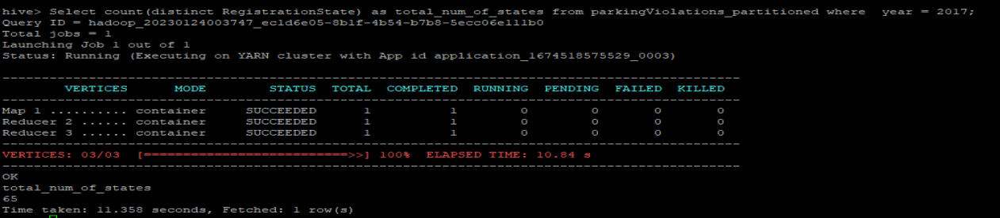 hive> Select count(distinct RegistrationState) as total_num_of_states from parkingViolations_partitioned where  year = 2017;
Query ID = hadoop_20230124003747_ec1d6e05-8b1f-4b54-b7b8-5ecc06e111b0
Total jobs = 1
Launching Job 1 out of 1
Status: Running (Executing on YARN cluster with App id application_1674518575529_0003)
----------------------------------------------------------------------------------------------
VERTICES      MODE        STATUS  TOTAL  COMPLETED  RUNNING  PENDING  FAILED  KILLED
----------------------------------------------------------------------------------------------
Map 1 .......... container     SUCCEEDED      1          1        0        0       0       0
Reducer 2 ...... container     SUCCEEDED      1          1        0        0       0       0
Reducer 3 ...... container     SUCCEEDED      1          1        0        0       0       0
----------------------------------------------------------------------------------------------
VERTICES: 03/03  [==========================>>] 100%  ELAPSED TIME: 10.84 s
----------------------------------------------------------------------------------------------
OK
total_num_of_states
65
Time taken: 11.358 seconds, Fetched: 1 row(s)